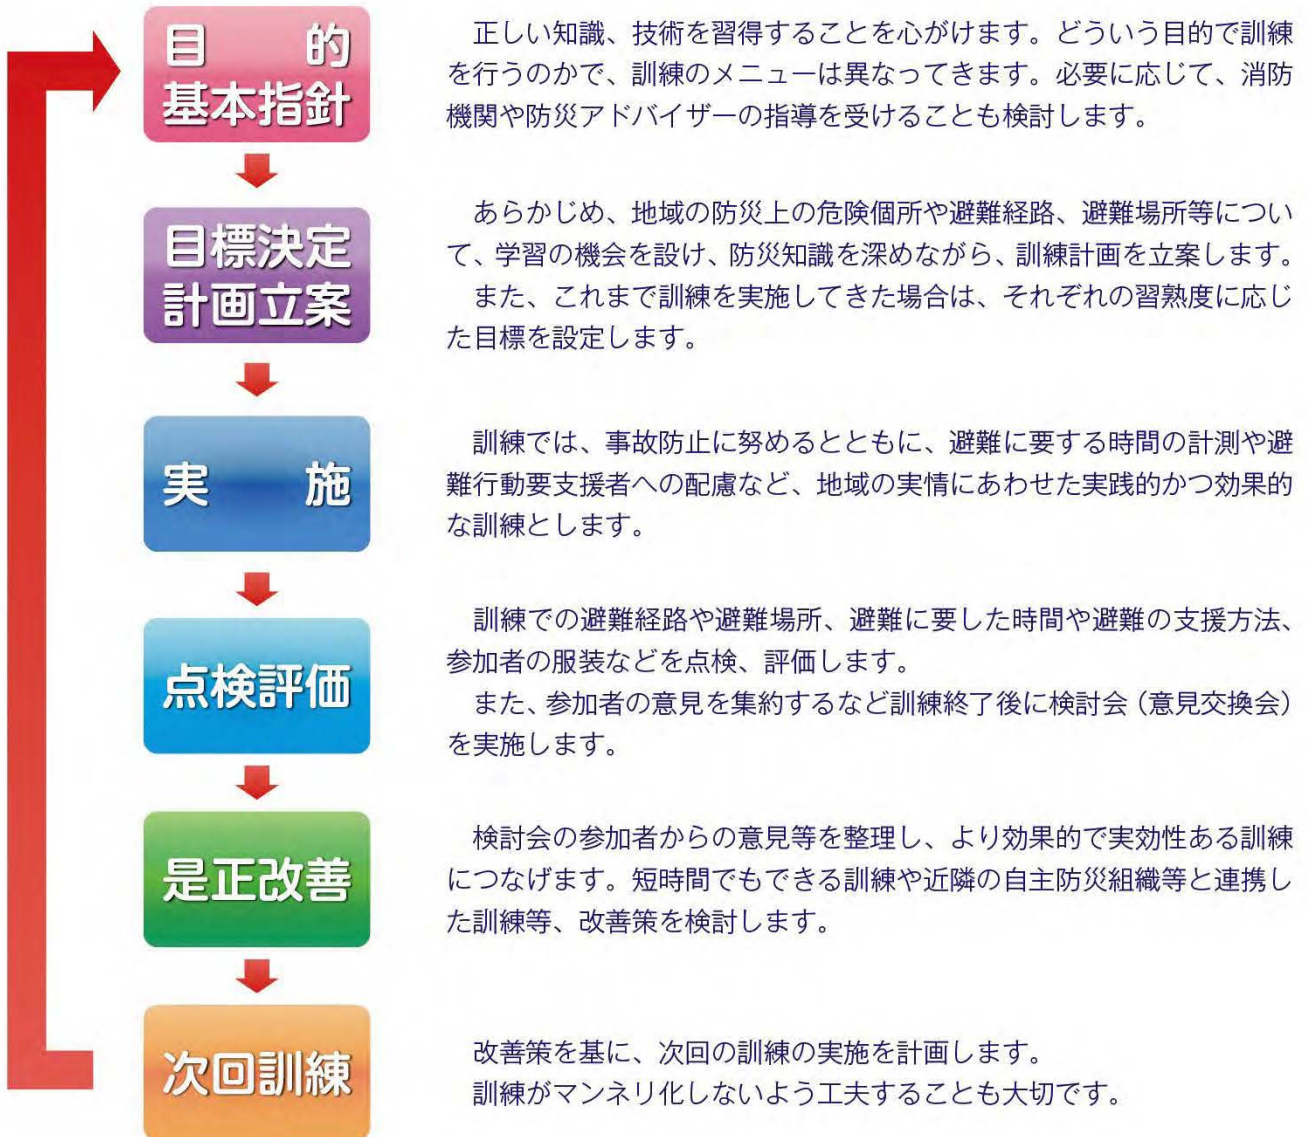 目　　的
基本指針
正しい知識、技術を習得することを心がけます。どういう目的で訓練
を行うのかで、訓練のメニューは異なってきます。必要に応じて、消防
機関や防災アドバイザーの指導を受けることも検討します。
目標決定
計画立案
あらかじめ、地域の防災上の危険個所や避難経路、避難場所等につい
て、学習の機会を設け、防災知識を深めながら、訓練計画を立案します。
また、これまで訓練を実施してきた場合は、それぞれの習熟度に応じ
た目標を設定します。
実　　施
訓練では、事故防止に努めるとともに、避難に要する時間の計測や避
難行動要支援者への配慮など、地域の実情にあわせた実践的かつ効果的
な訓練とします。
点検評価
訓練での避難経路や避難場所、避難に要した時間や避難の支援方法、
参加者の服装などを点検、評価します。
また、参加者の意見を集約するなど訓練終了後に検討会（意見交換会）
を実施します。
是正改善
検討会の参加者からの意見等を整理し、より効果的で実効性ある訓練
につなげます。短時間でもできる訓練や近隣の自主防災組織等と連携し
た訓練等、改善策を検討します。
次回訓練
改善策を基に、次回の訓練の実施を計画します。
訓練がマンネリ化しないよう工夫することも大切です。